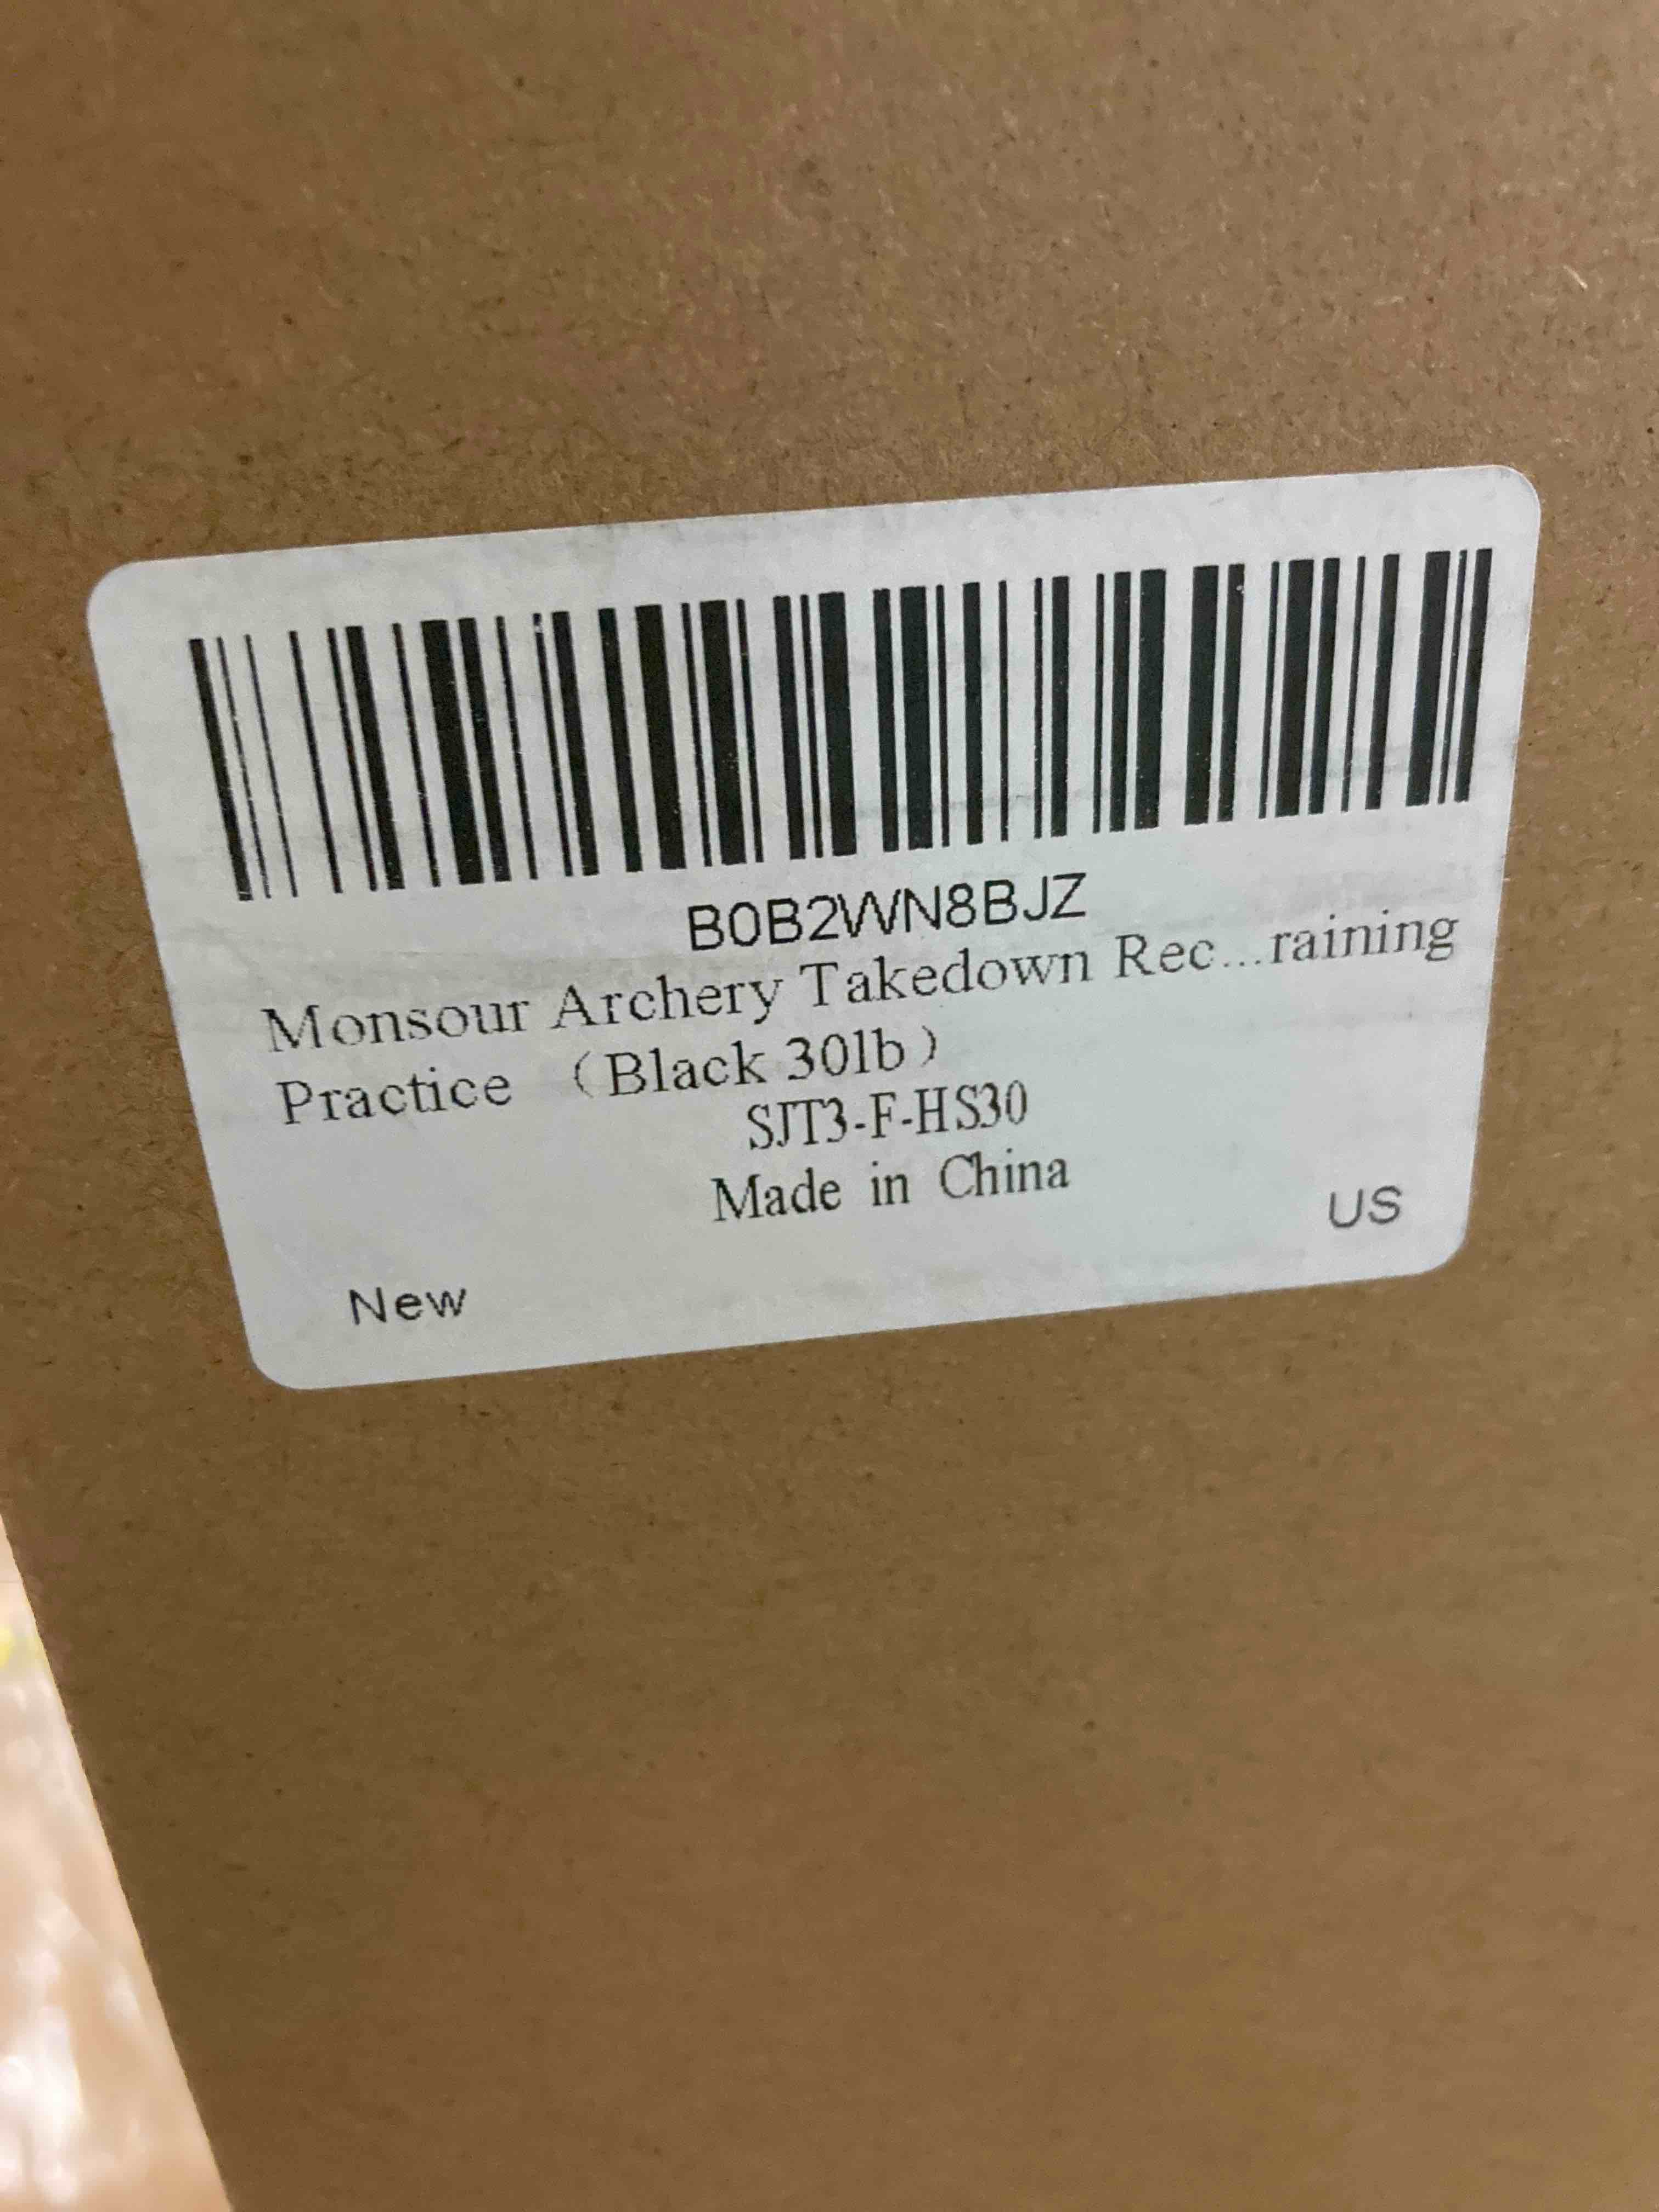 B0B2WN8BJZ
Monsour Archery Takedown Rec...raining
Practice （Black 30lb）
SJT3-F-HS30
Made in China
US
New